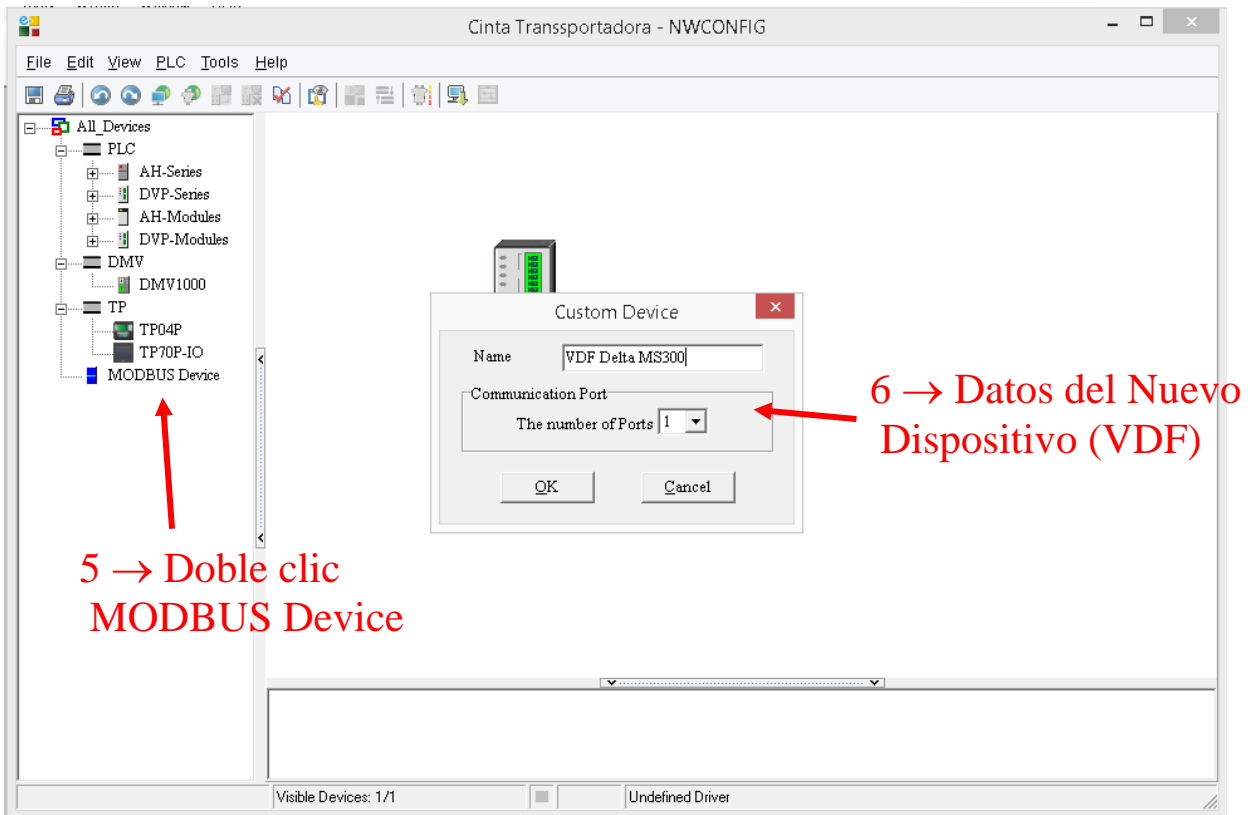 Cinta Transsportadora - NWCONFIG
File Edit View PLC Tools Help
All_Devices
PLC
AH-Series
DVP-Series
AH-Modules
DVP-Modules
DMV
DMV1000
TP
TP04P
TP70P-IO
MODBUS Device
Custom Device
Name VDF Delta MS300
Communication Port
The number of Ports 1
OK Cancel
5 → Doble clic
MODBUS Device
6 → Datos del Nuevo
Dispositivo (VDF)
Visible Devices: 1/1 Undefined Driver